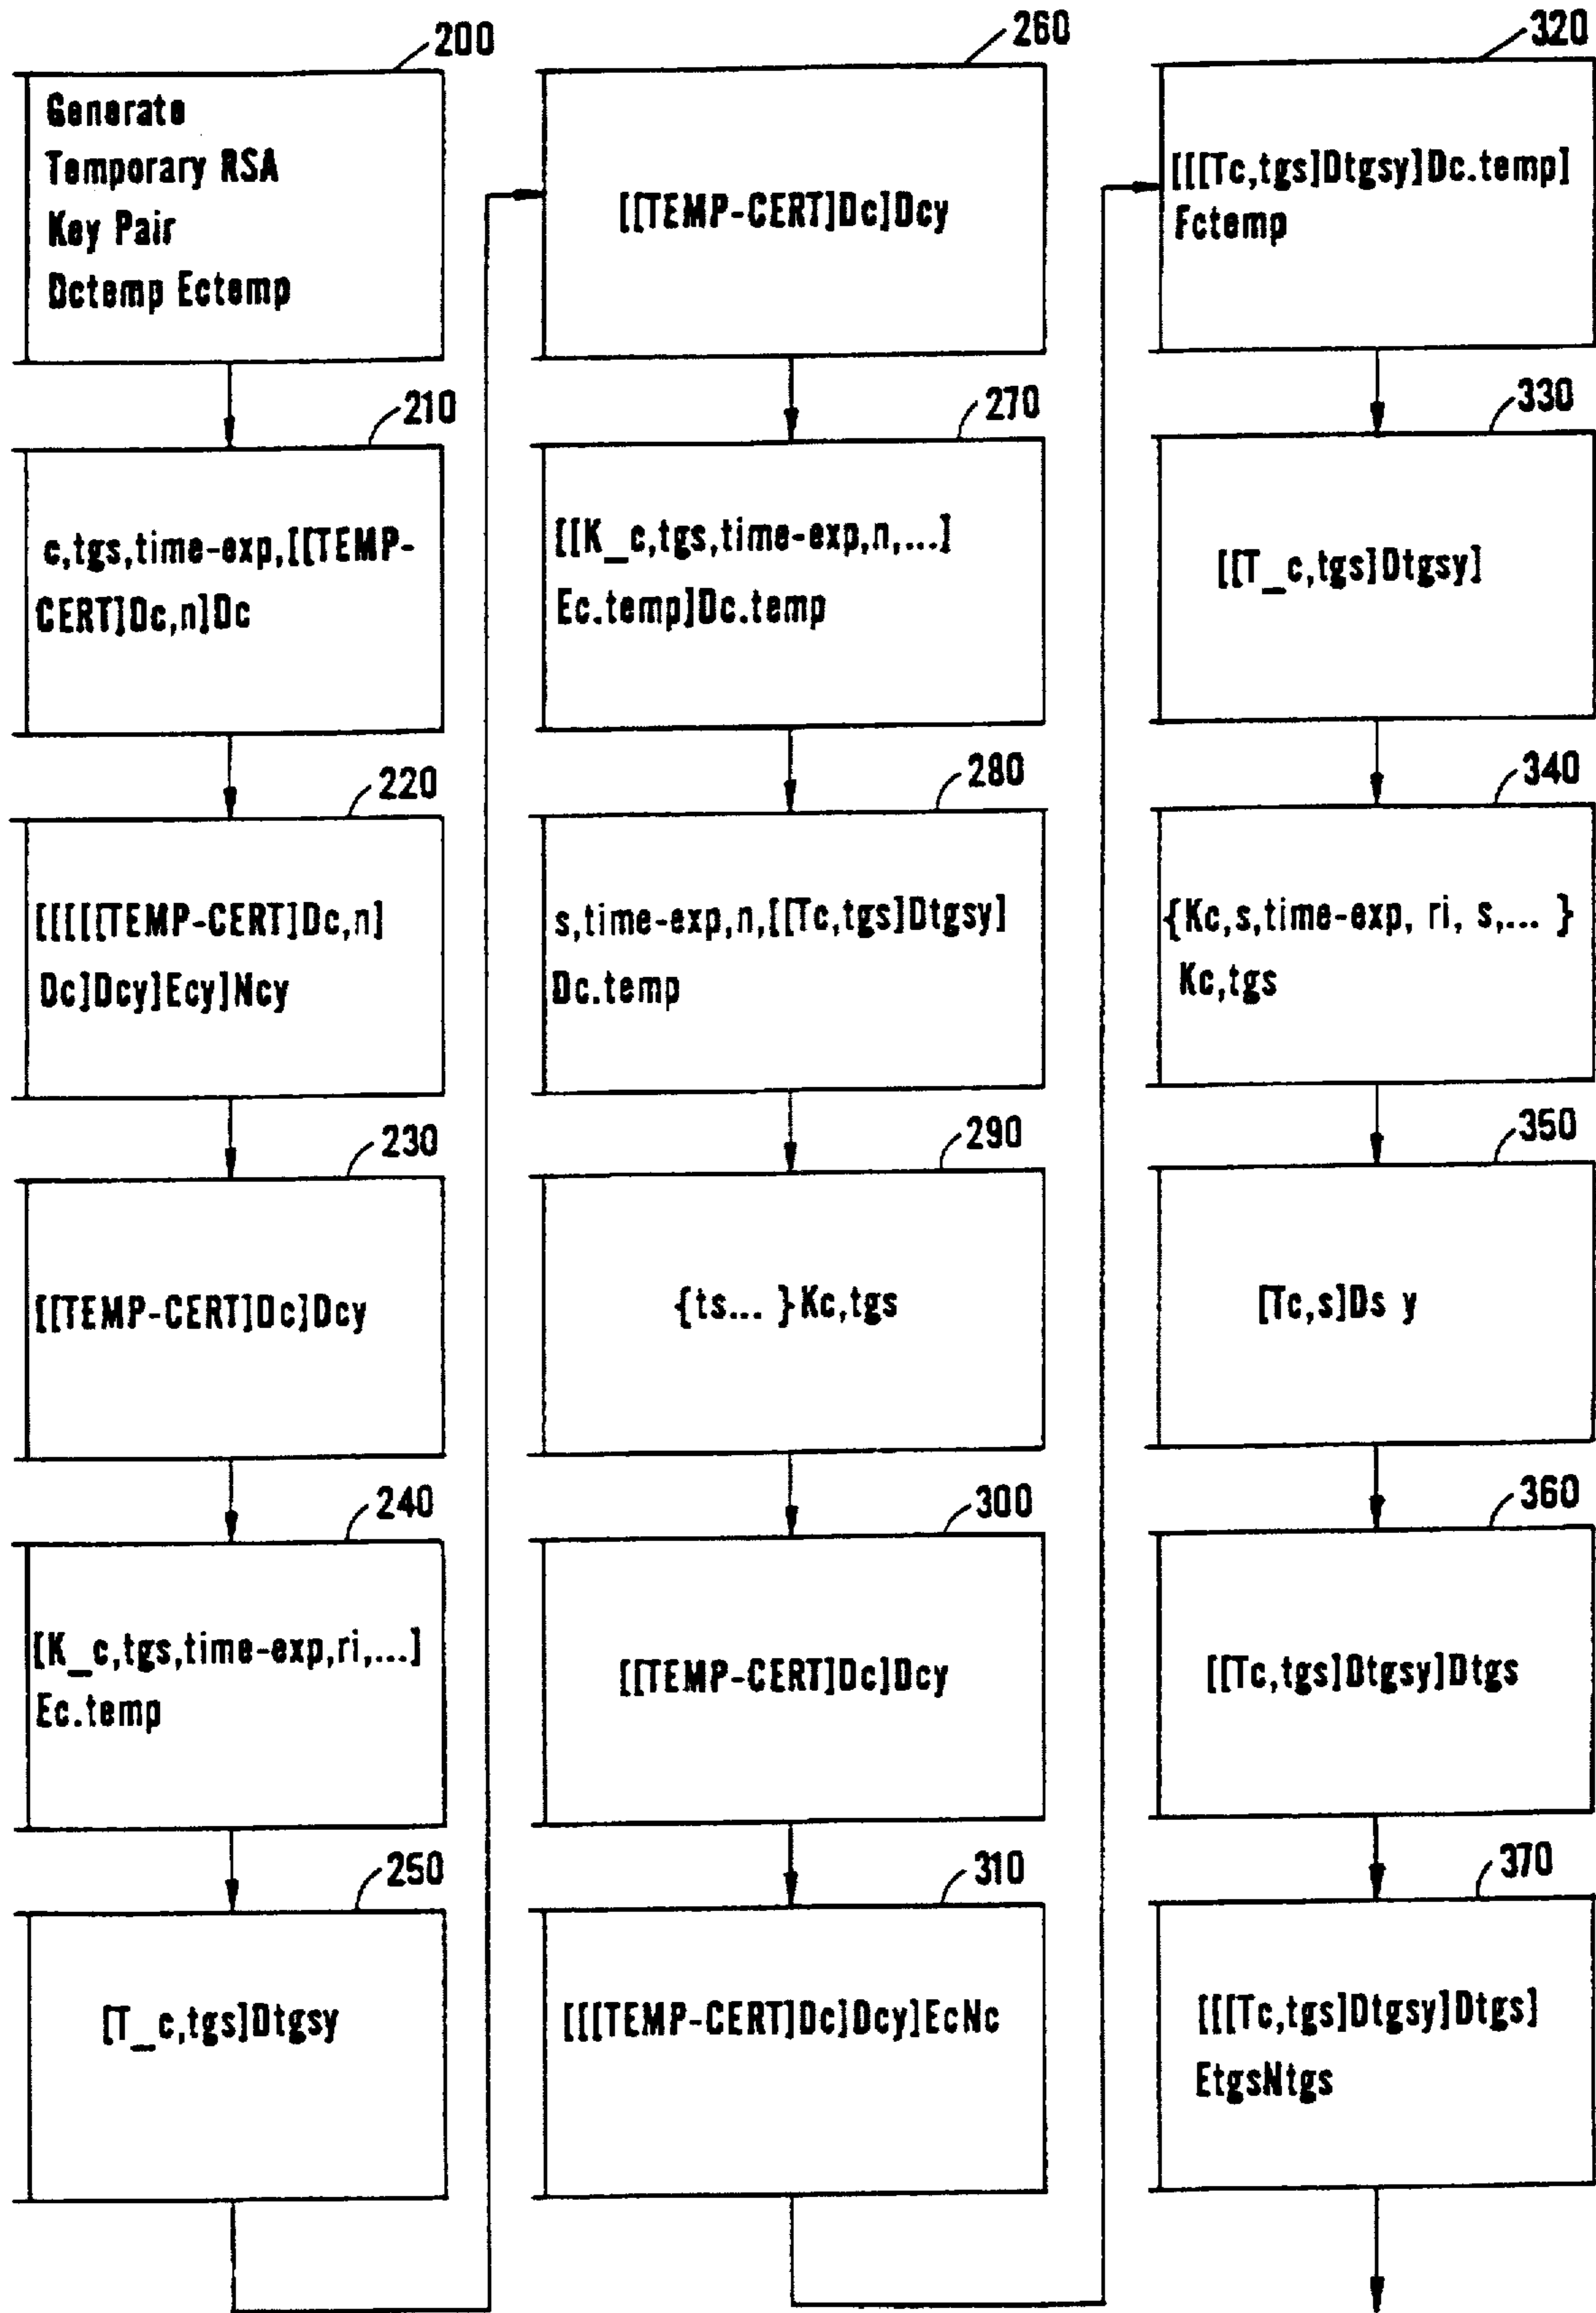 200
Generate
Temporary RSA
Key Pair
Dctemp Ectemp
210
c,tgs,time-exp,[[TEMP-
CERT]Dc,n]Dc
220
[[[[[TEMP-CERT]Dc,n]
Dc]Dcy]Ecy]Ncy
230
[[TEMP-CERT]Dc]Dcy
240
[K_c,tgs,time-exp,ri,...]
Ec.temp
250
[T_c,tgs]Dtgsy
260
[[TEMP-CERT]Dc]Dcy
270
[[K_c,tgs,time-exp,n,...]
Ec.temp]Dc.temp
280
s,time-exp,n,[[Tc,tgs]Dtgsy]
Dc.temp
290
{ts... }Kc,tgs
300
[[TEMP-CERT]Dc]Dcy
310
[[[TEMP-CERT]Dc]Dcy]EcNc
320
[[[Tc,tgs]Dtgsy]Dc.temp]
Fctemp
330
[[T_c,tgs]Dtgsy]
340
{Kc,s,time-exp, ri, s,... }
Kc,tgs
350
[Tc,s]Ds y
360
[[Tc,tgs]Dtgsy]Dtgs
370
[[[Tc,tgs]Dtgsy]Dtgs]
EtgsNtgs